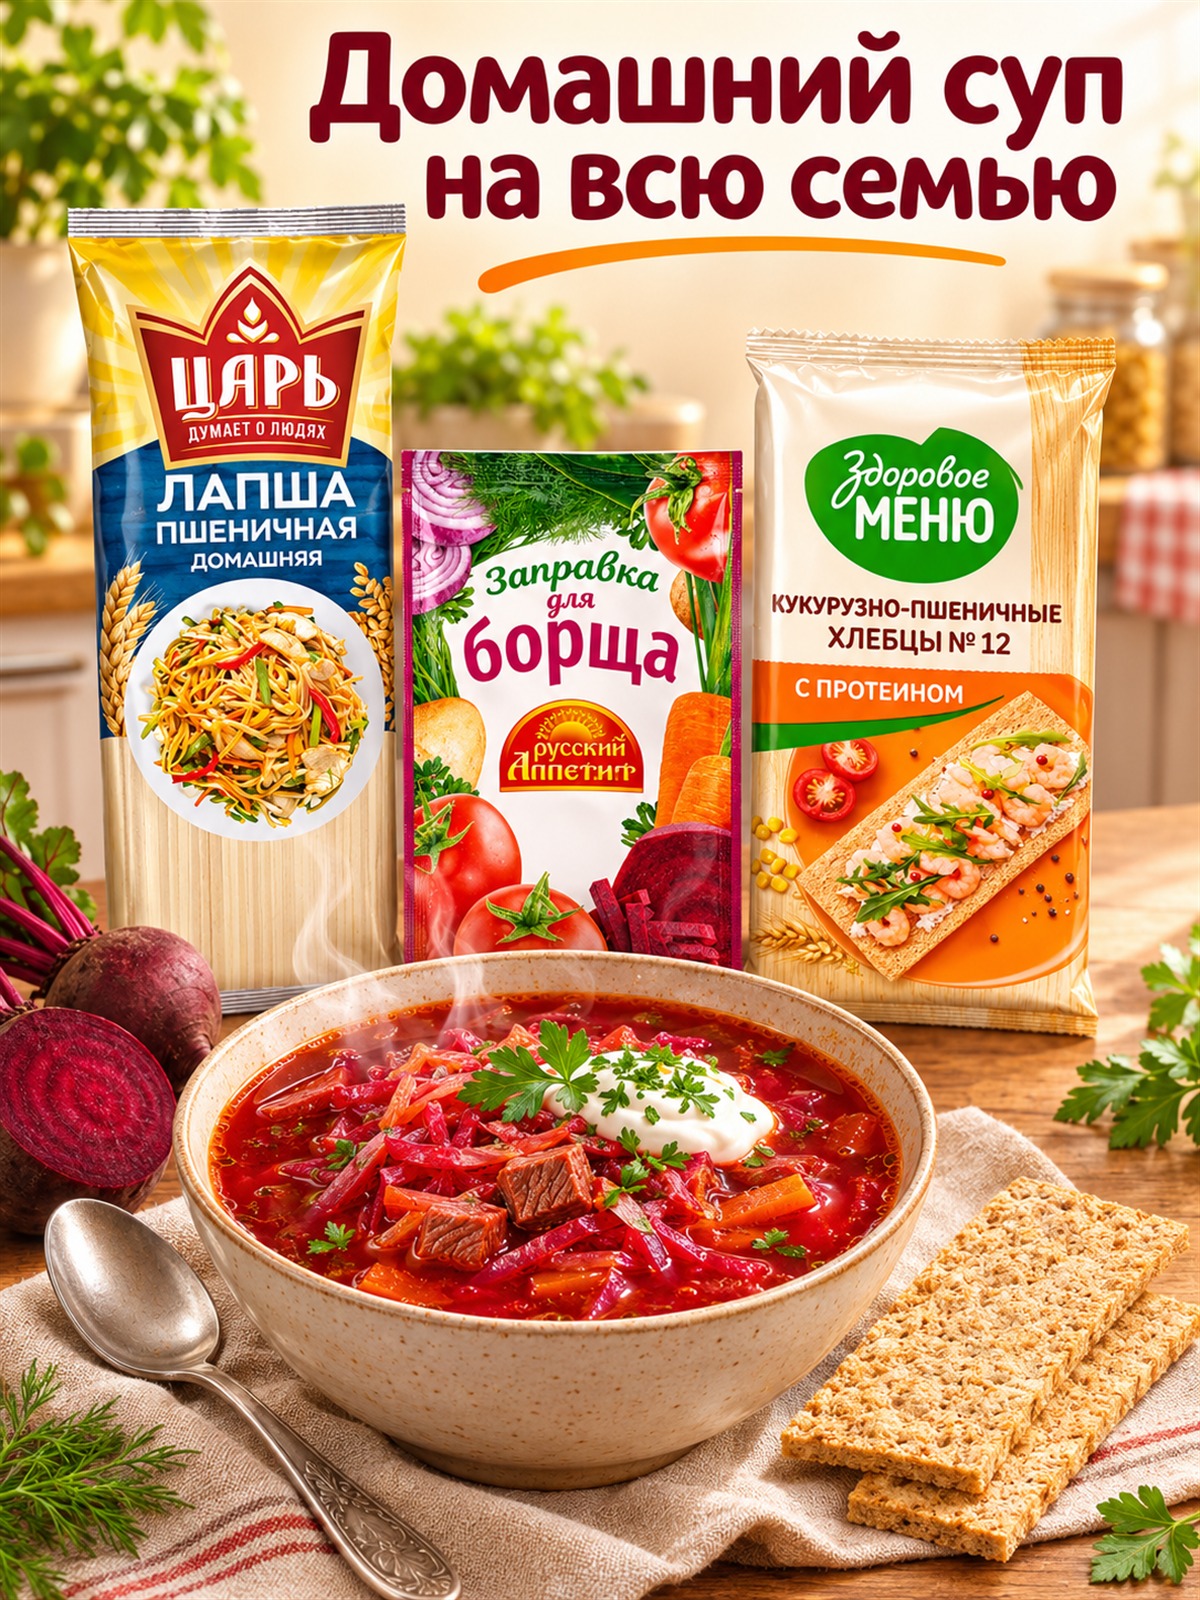 Домашний суп
на всю семью
ЦАРЬ
ДУМАЕТ О ЛЮДЯХ
ЛАПША
ПШЕНИЧНАЯ
ДОМАШНЯЯ
Заправка
для
борща
русский
Аппетит
Здоровое
МЕНЮ
КУКУРУЗНО-ПШЕНИЧНЫЕ
ХЛЕБЦЫ № 12
С ПРОТЕИНОМ